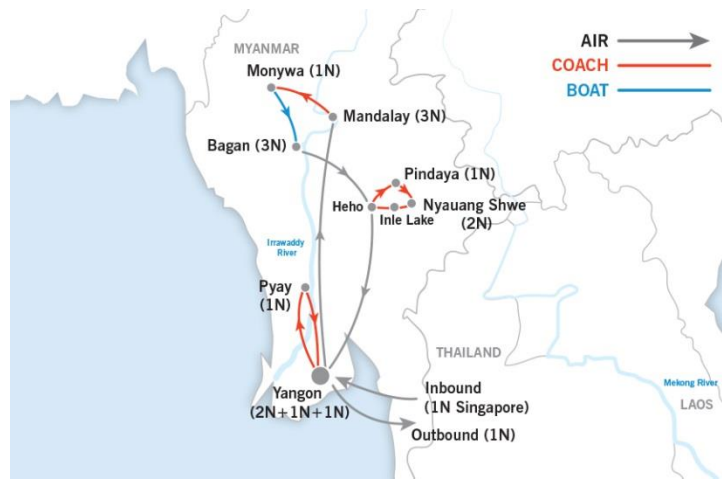 MYANMAR
Monywa (1N)
Mandalay (3N)
Bagan (3N)
Pindaya (1N)
Heho
Inle Lake
Nyauang Shwe
(2N)
Irrawaddy
River
Pyay
(1N)
Yangon
(2N+1N+1N)
Inbound
(1N Singapore)
Outbound (1N)
THAILAND
Mekong River
LAOS
AIR
COACH
BOAT